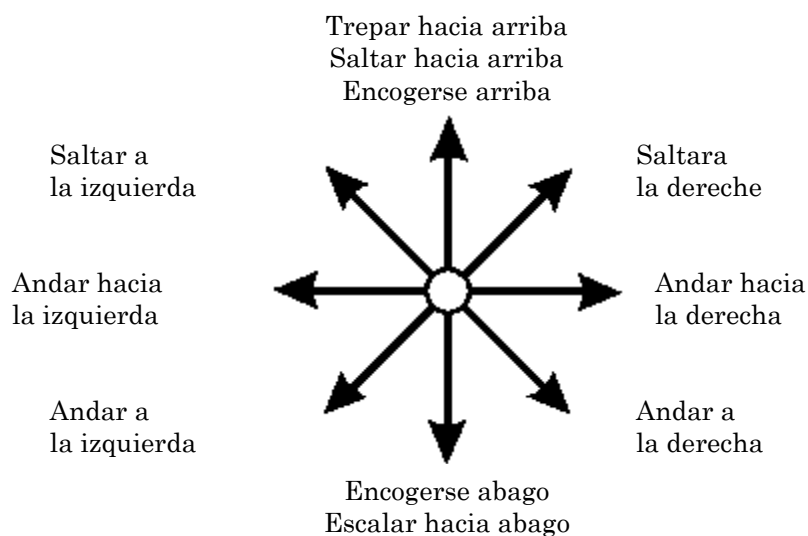 Trepar hacia arriba
Saltar hacia arriba
Encogerse arriba
Saltar a
la izquierda
Saltara
la dereche
Andar hacia
la izquierda
Andar hacia
la derecha
Andar a
la izquierda
Andar a
la derecha
Encogerse abago
Escalar hacia abago